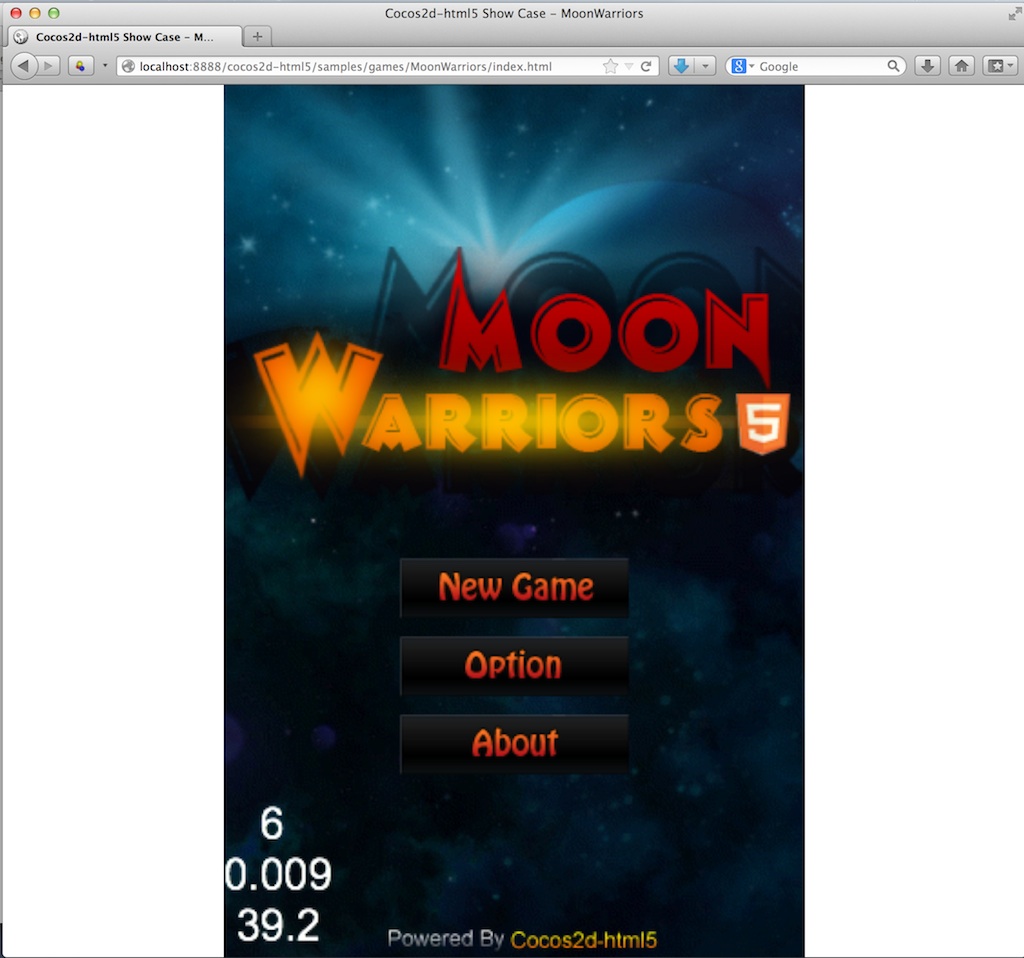 Cocos2d-html5 Show Case – MoonWarriors
Cocos2d-html5 Show Case – M...
localhost:8888/cocos2d-html5/samples/games/MoonWarriors/index.html
8 Google
MOON
WARRIORS 5
New Game
Option
About
6
0.009
39.2
Powered By Cocos2d-html5